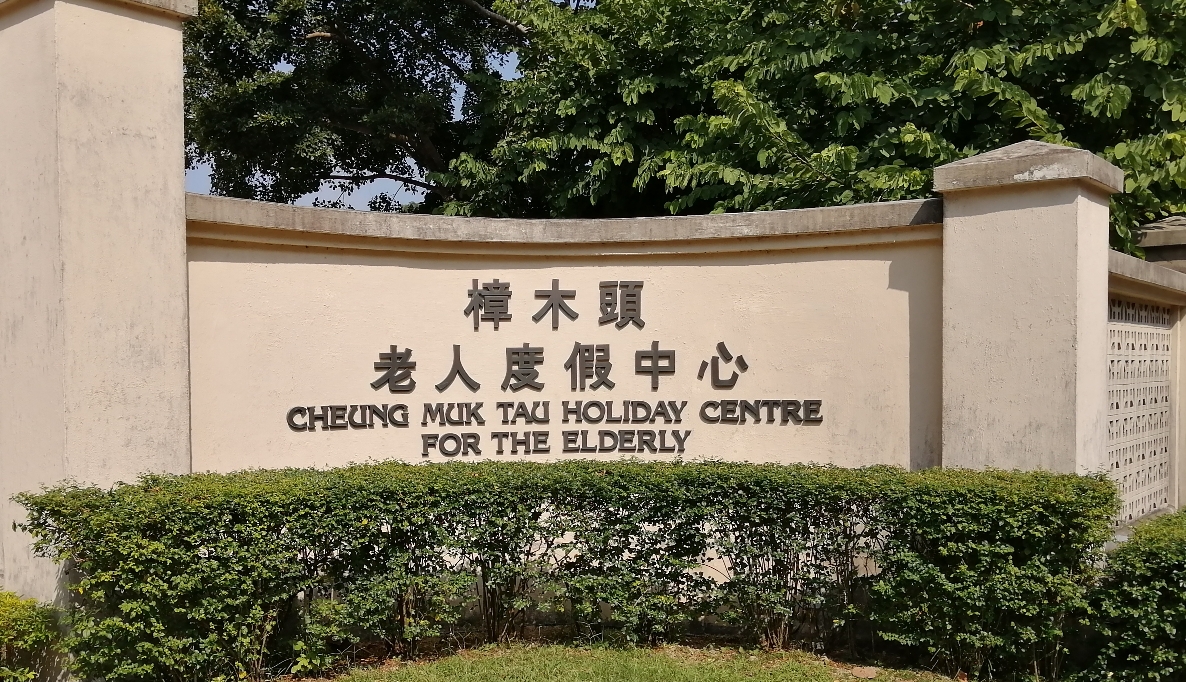 樟木頭
老人度假中心
CHEUNG MUK TAU HOLIDAY CENTRE
FOR THE ELDERLY